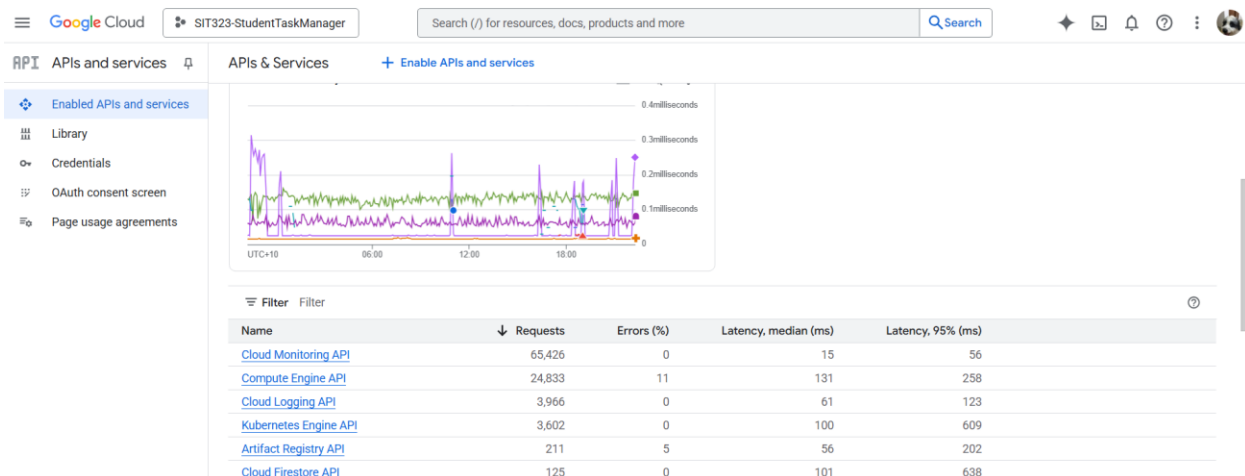 Google Cloud
SIT323-StudentTaskManager
Search (/) for resources, docs, products and more
Search
API APIs and services
APIs & Services
Enable APIs and services
Enabled APIs and services
Library
Credentials
OAuth consent screen
Page usage agreements
0.4milliseconds
0.3milliseconds
0.2milliseconds
0.1milliseconds
0
UTC+10 06:00 12:00 18:00
Filter Filter
Name Requests Errors (%) Latency, median (ms) Latency, 95% (ms)
Cloud Monitoring API 65,426 0 15 56
Compute Engine API 24,833 11 131 258
Cloud Logging API 3,966 0 61 123
Kubernetes Engine API 3,602 0 100 609
Artifact Registry API 211 5 56 202
Cloud Firestore API 125 0 101 638